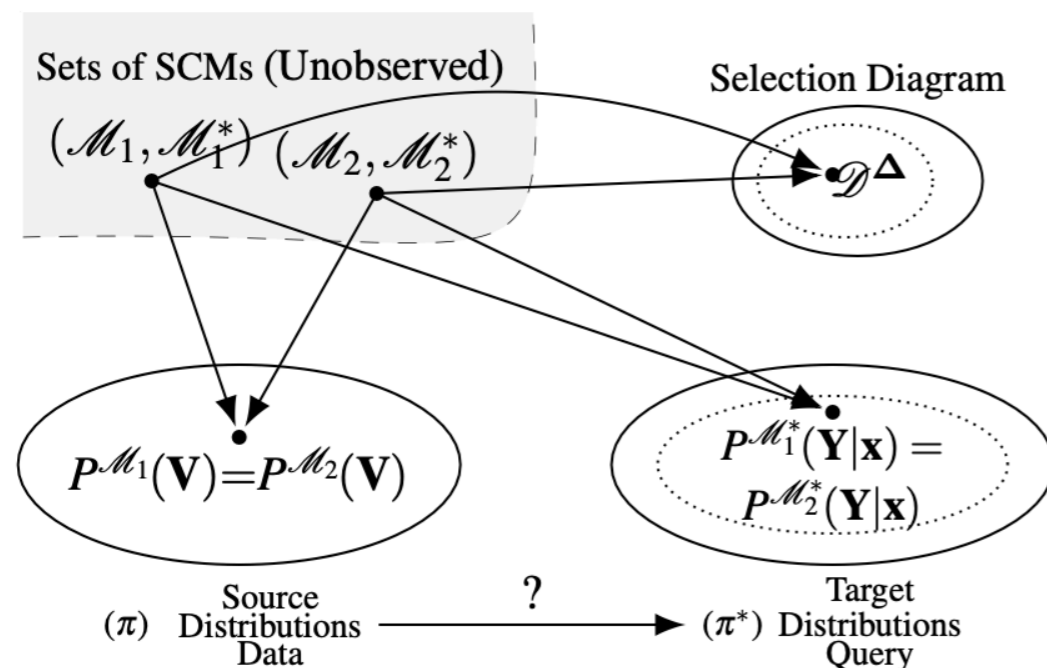 Sets of SCMs (Unobserved)
Selection Diagram
(ℳ₁, ℳ₁*)
(ℳ₂, ℳ₂*)
𝒟^Δ
P^ℳ₁(V)=P^ℳ₂(V)
P^ℳ₁*(Y|x) =
P^ℳ₂*(Y|x)
(π) Source
Distributions
Data
?
(π*) Target
Distributions
Query